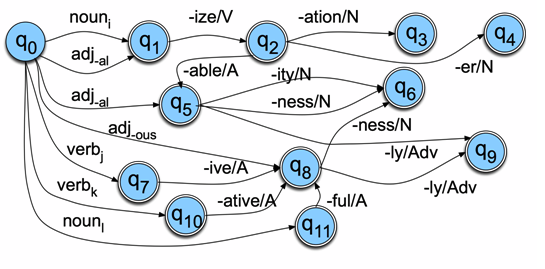 noun_i
-ize/V
-ation/N
q0
q1
q2
q3
q4
adj_-al
-able/A
-ity/N
-er/N
adj_-al
q5
-ness/N
q6
adj_-ous
-ness/N
verb_j
-ive/A
q8
-ly/Adv
q9
q7
verb_k
-ative/A
-ly/Adv
q10
-ful/A
noun_l
q11